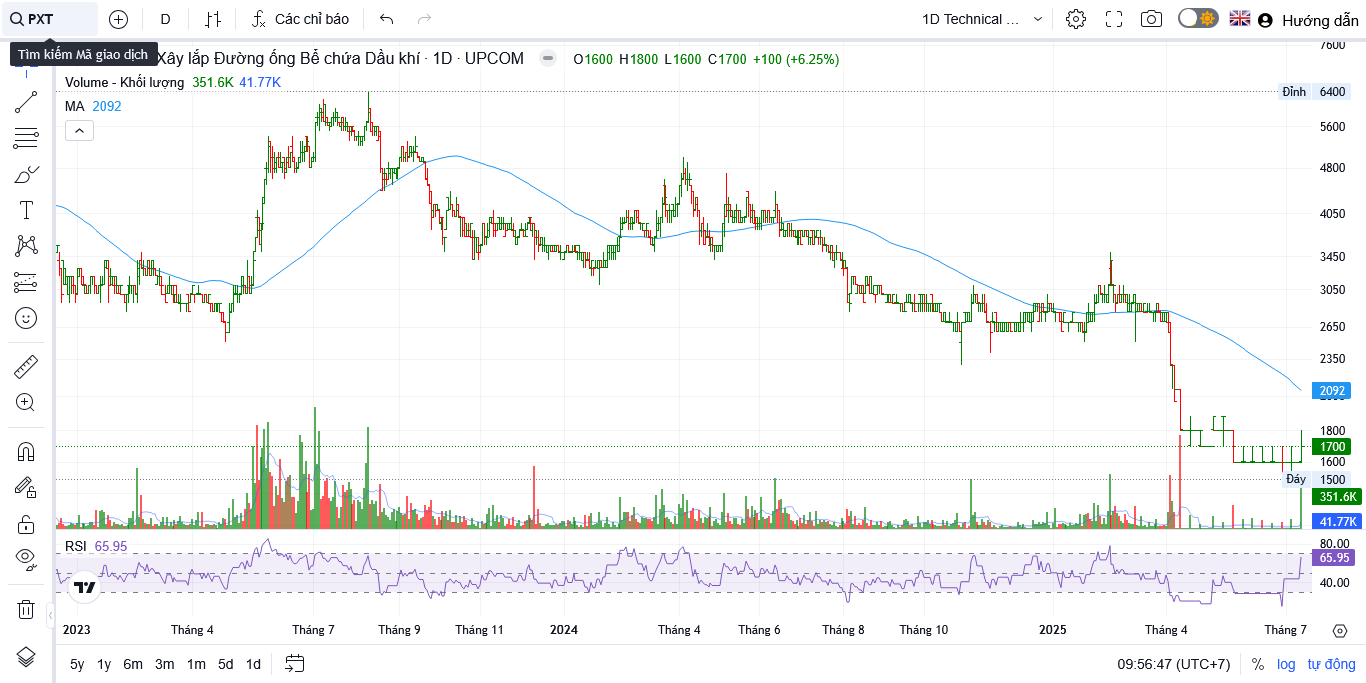 PXT D Các chỉ báo 1D Technical ... Hướng dẫn
Tìm kiếm Mã giao dịch
Xây lắp Đường ống Bể chứa Dầu khí · 1D · UPCOM O1600 H1800 L1600 C1700 +100 (+6.25%)
Volume - Khối lượng 351.6K 41.77K
MA 2092
7600
Đỉnh 6400
5600
4800
4050
3450
3050
2650
2350
2092
1800
1700
1600
Đáy 1500
351.6K
41.77K
RSI 65.95
80.00
65.95
40.00
2023 Tháng 4 Tháng 7 Tháng 9 Tháng 11 2024 Tháng 4 Tháng 6 Tháng 8 Tháng 10 2025 Tháng 4 Tháng 7
5y 1y 6m 3m 1m 5d 1d 09:56:47 (UTC+7) % log tự động